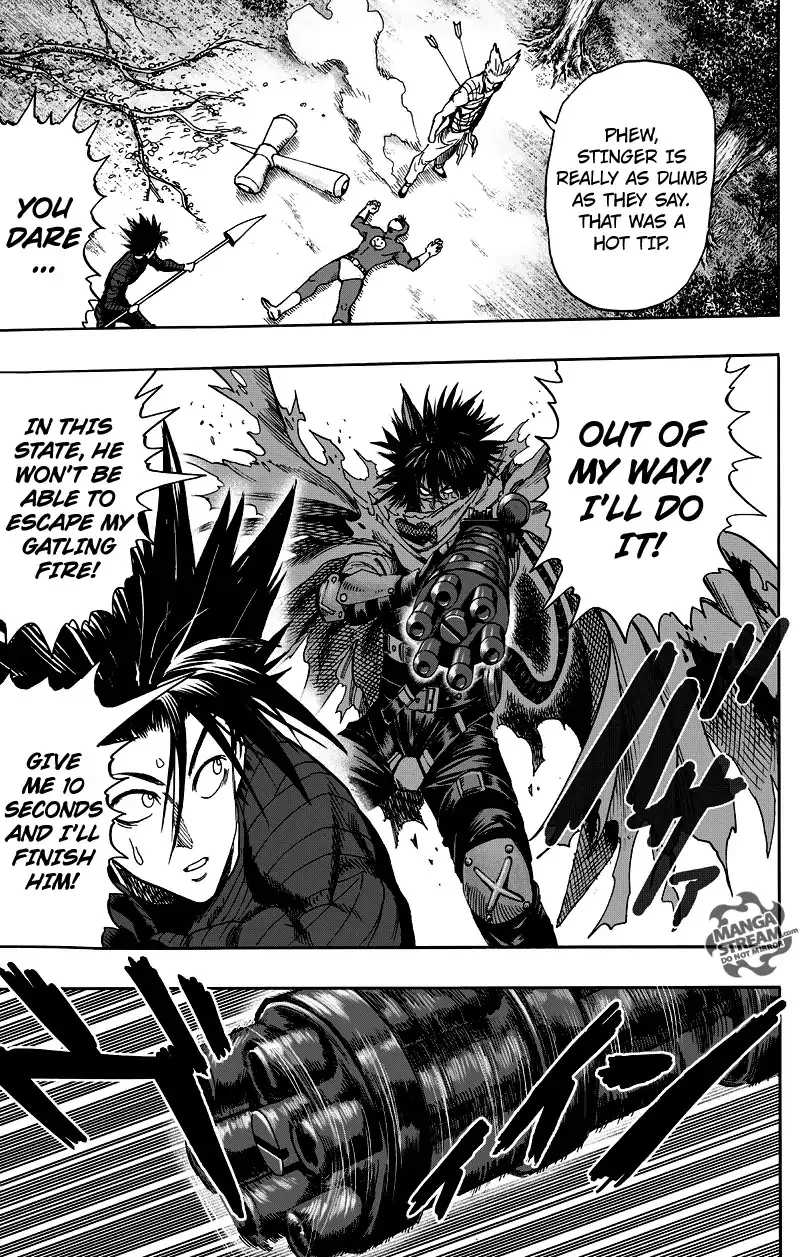 PHEW,
STINGER IS
REALLY AS DUMB
AS THEY SAY.
THAT WAS A
HOT TIP.
YOU
DARE
...
OUT OF
MY WAY!
I'LL DO
IT!
IN THIS
STATE, HE
WON'T BE
ABLE TO
ESCAPE MY
GATLING
FIRE!
GIVE
ME 10
SECONDS
AND I'LL
FINISH
HIM!
MANGA
STREAM.com
DO NOT MIRROR